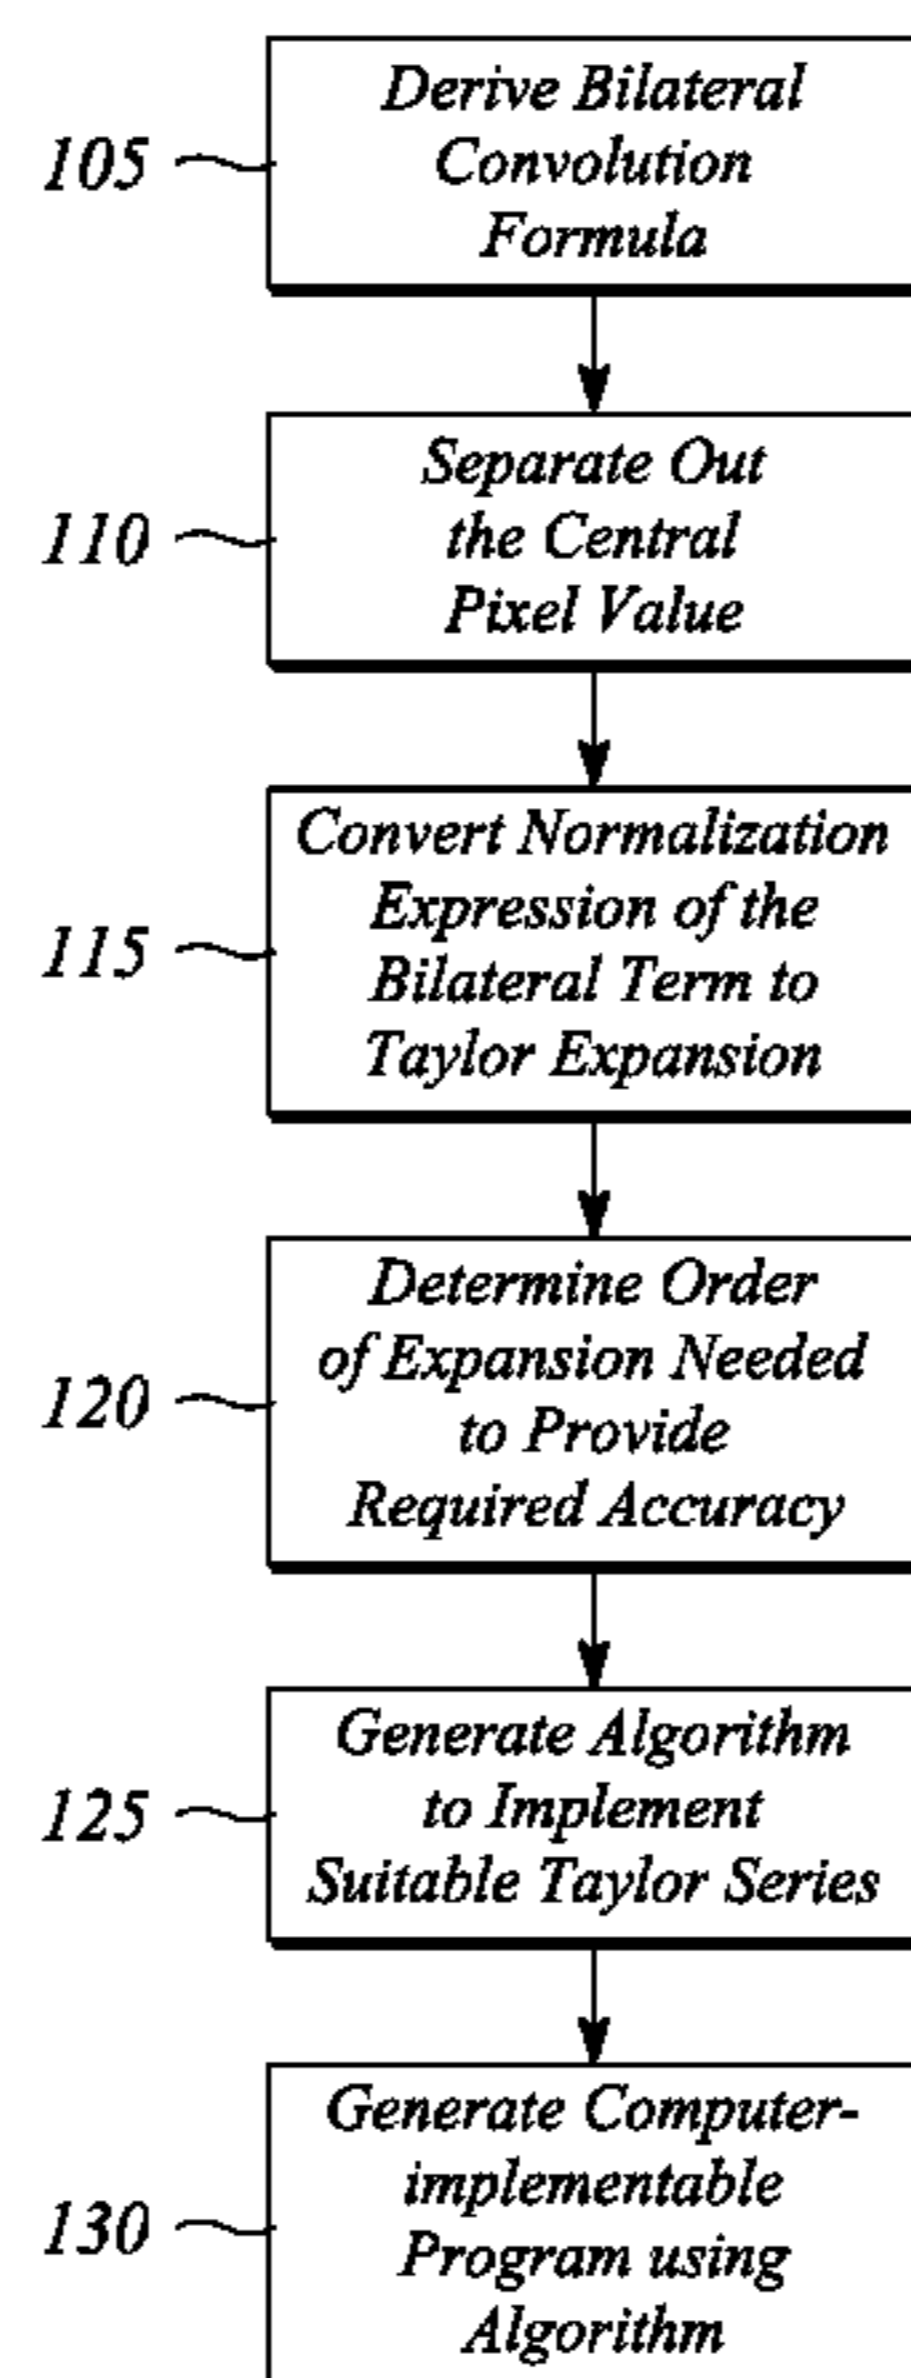 Derive Bilateral
Convolution
Formula
105
Separate Out
the Central
Pixel Value
110
Convert Normalization
Expression of the
Bilateral Term to
Taylor Expansion
115
Determine Order
of Expansion Needed
to Provide
Required Accuracy
120
Generate Algorithm
to Implement
Suitable Taylor Series
125
Generate Computer-
implementable
Program using
Algorithm
130